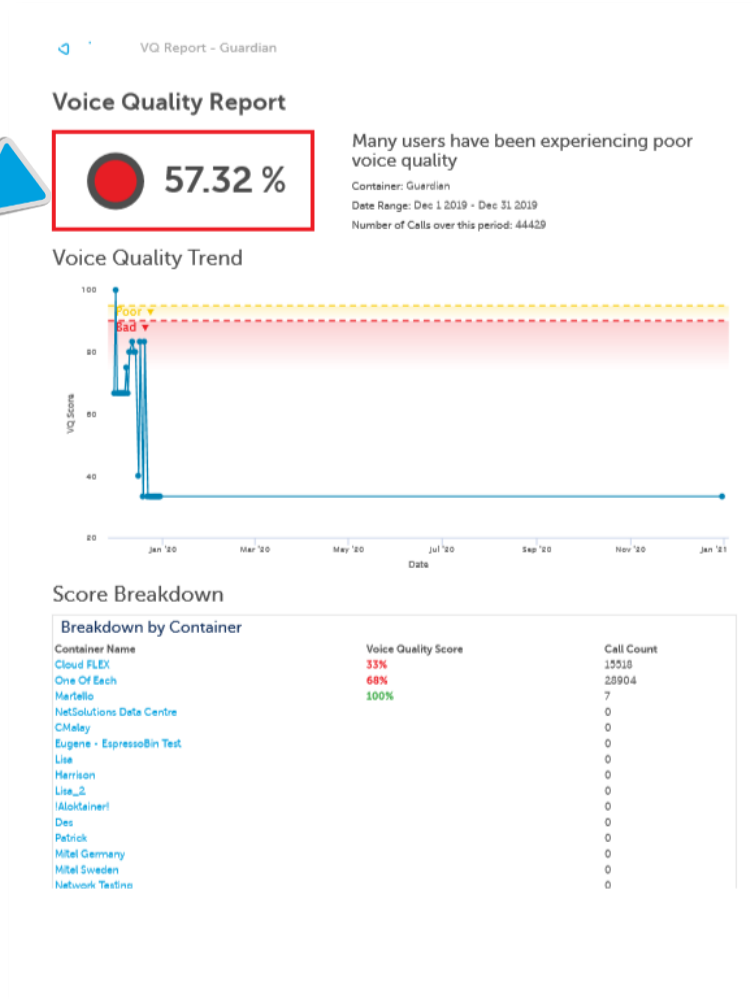 VQ Report - Guardian
Voice Quality Report
57.32 %
Many users have been experiencing poor
voice quality
Container: Guardian
Date Range: Dec 1 2019 - Dec 31 2019
Number of Calls over this period: 44429
Voice Quality Trend
100
Poor ▼
Bad ▼
80
60
40
20
VQ Score
Jan '20 Mar '20 May '20 Jul '20 Sep '20 Nov '20 Jan '21
Date
Score Breakdown
Breakdown by Container
Container Name Voice Quality Score Call Count
Cloud FLEX 33% 15518
One Of Each 68% 28904
Martello 100% 7
NetSolutions Data Centre 0
CMalay 0
Eugene - EspressoBin Test 0
Lisa 0
Harrison 0
Lisa_2 0
!Aloktainer! 0
Des 0
Patrick 0
Mitel Germany 0
Mitel Sweden 0
Network Testing 0